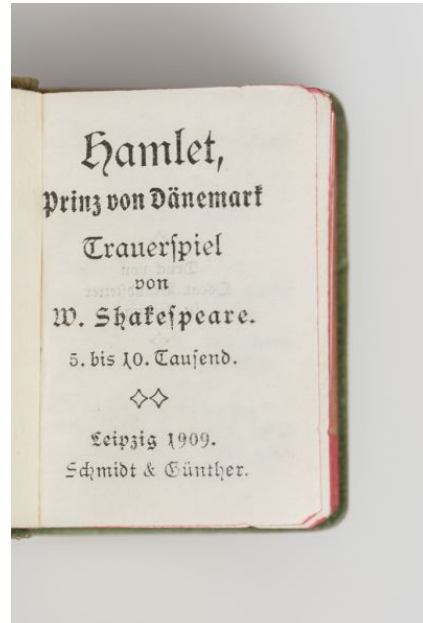 Hamlet,
Prinz von Dänemark
Trauerſpiel
von
W. Shakeſpeare.
5. bis 10. Tauſend.
Leipzig 1909.
Schmidt & Günther.